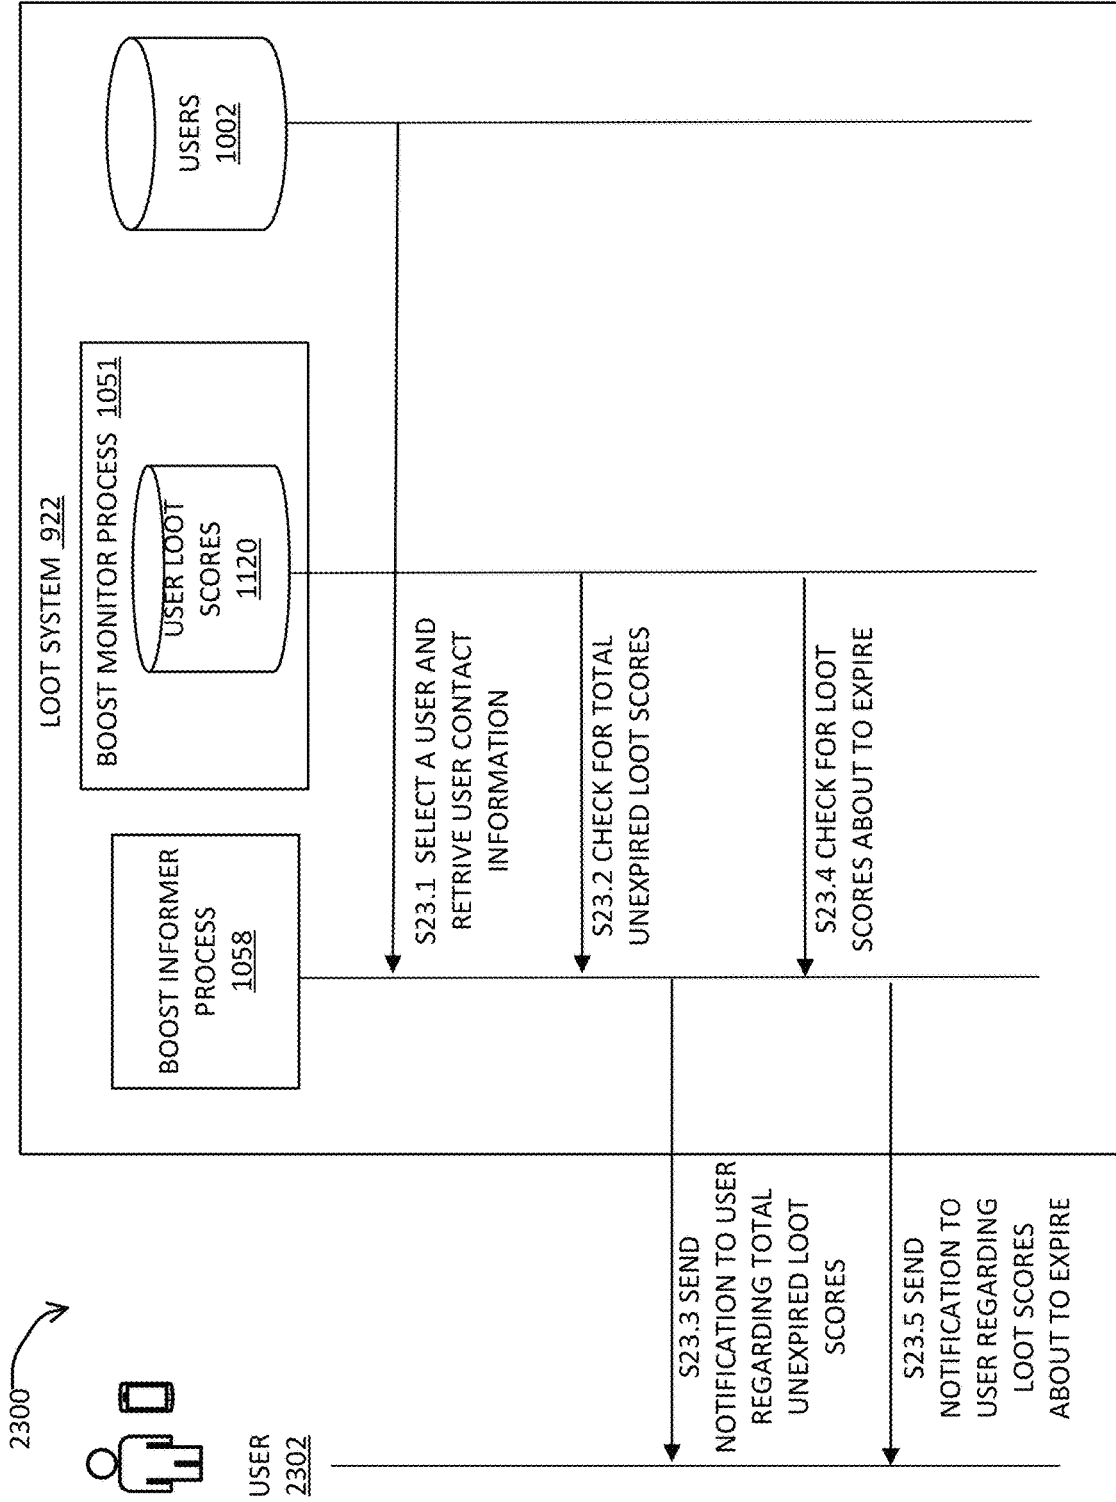 2300
USER
2302
LOOT SYSTEM 922
BOOST INFORMER
PROCESS
1058
BOOST MONITOR PROCESS 1051
USER LOOT
SCORES
1120
USERS
1002
S23.1 SELECT A USER AND
RETRIVE USER CONTACT
INFORMATION
S23.2 CHECK FOR TOTAL
UNEXPIRED LOOT SCORES
S23.3 SEND
NOTIFICATION TO USER
REGARDING TOTAL
UNEXPIRED LOOT
SCORES
S23.4 CHECK FOR LOOT
SCORES ABOUT TO EXPIRE
S23.5 SEND
NOTIFICATION TO
USER REGARDING
LOOT SCORES
ABOUT TO EXPIRE